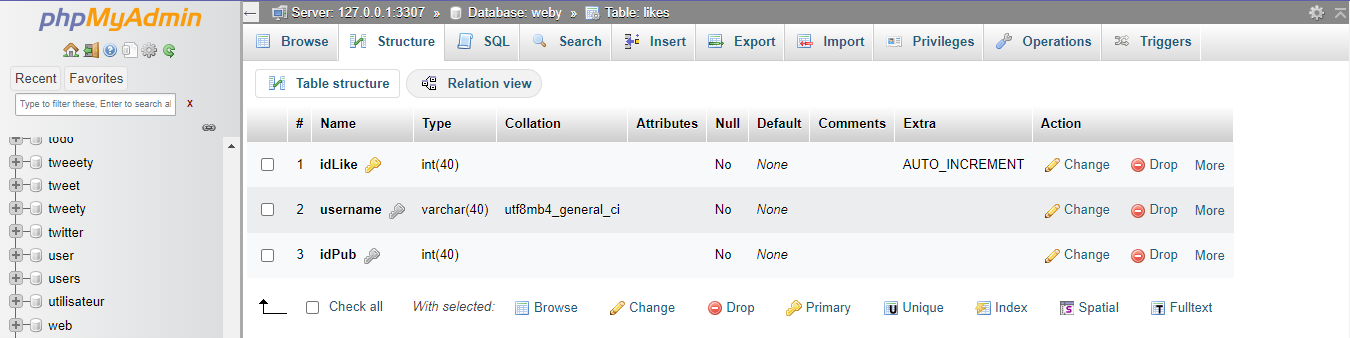 phpMyAdmin
Recent Favorites
Type to filter these, Enter to search al X
todo
tweeety
tweet
tweety
twitter
user
users
utilisateur
web
Server: 127.0.0.1:3307 » Database: weby » Table: likes
Browse Structure SQL Search Insert Export Import Privileges Operations Triggers
Table structure Relation view
# Name Type Collation Attributes Null Default Comments Extra Action
1 idLike int(40) No None AUTO_INCREMENT Change Drop More
2 username varchar(40) utf8mb4_general_ci No None Change Drop More
3 idPub int(40) No None Change Drop More
Check all With selected: Browse Change Drop Primary Unique Index Spatial Fulltext